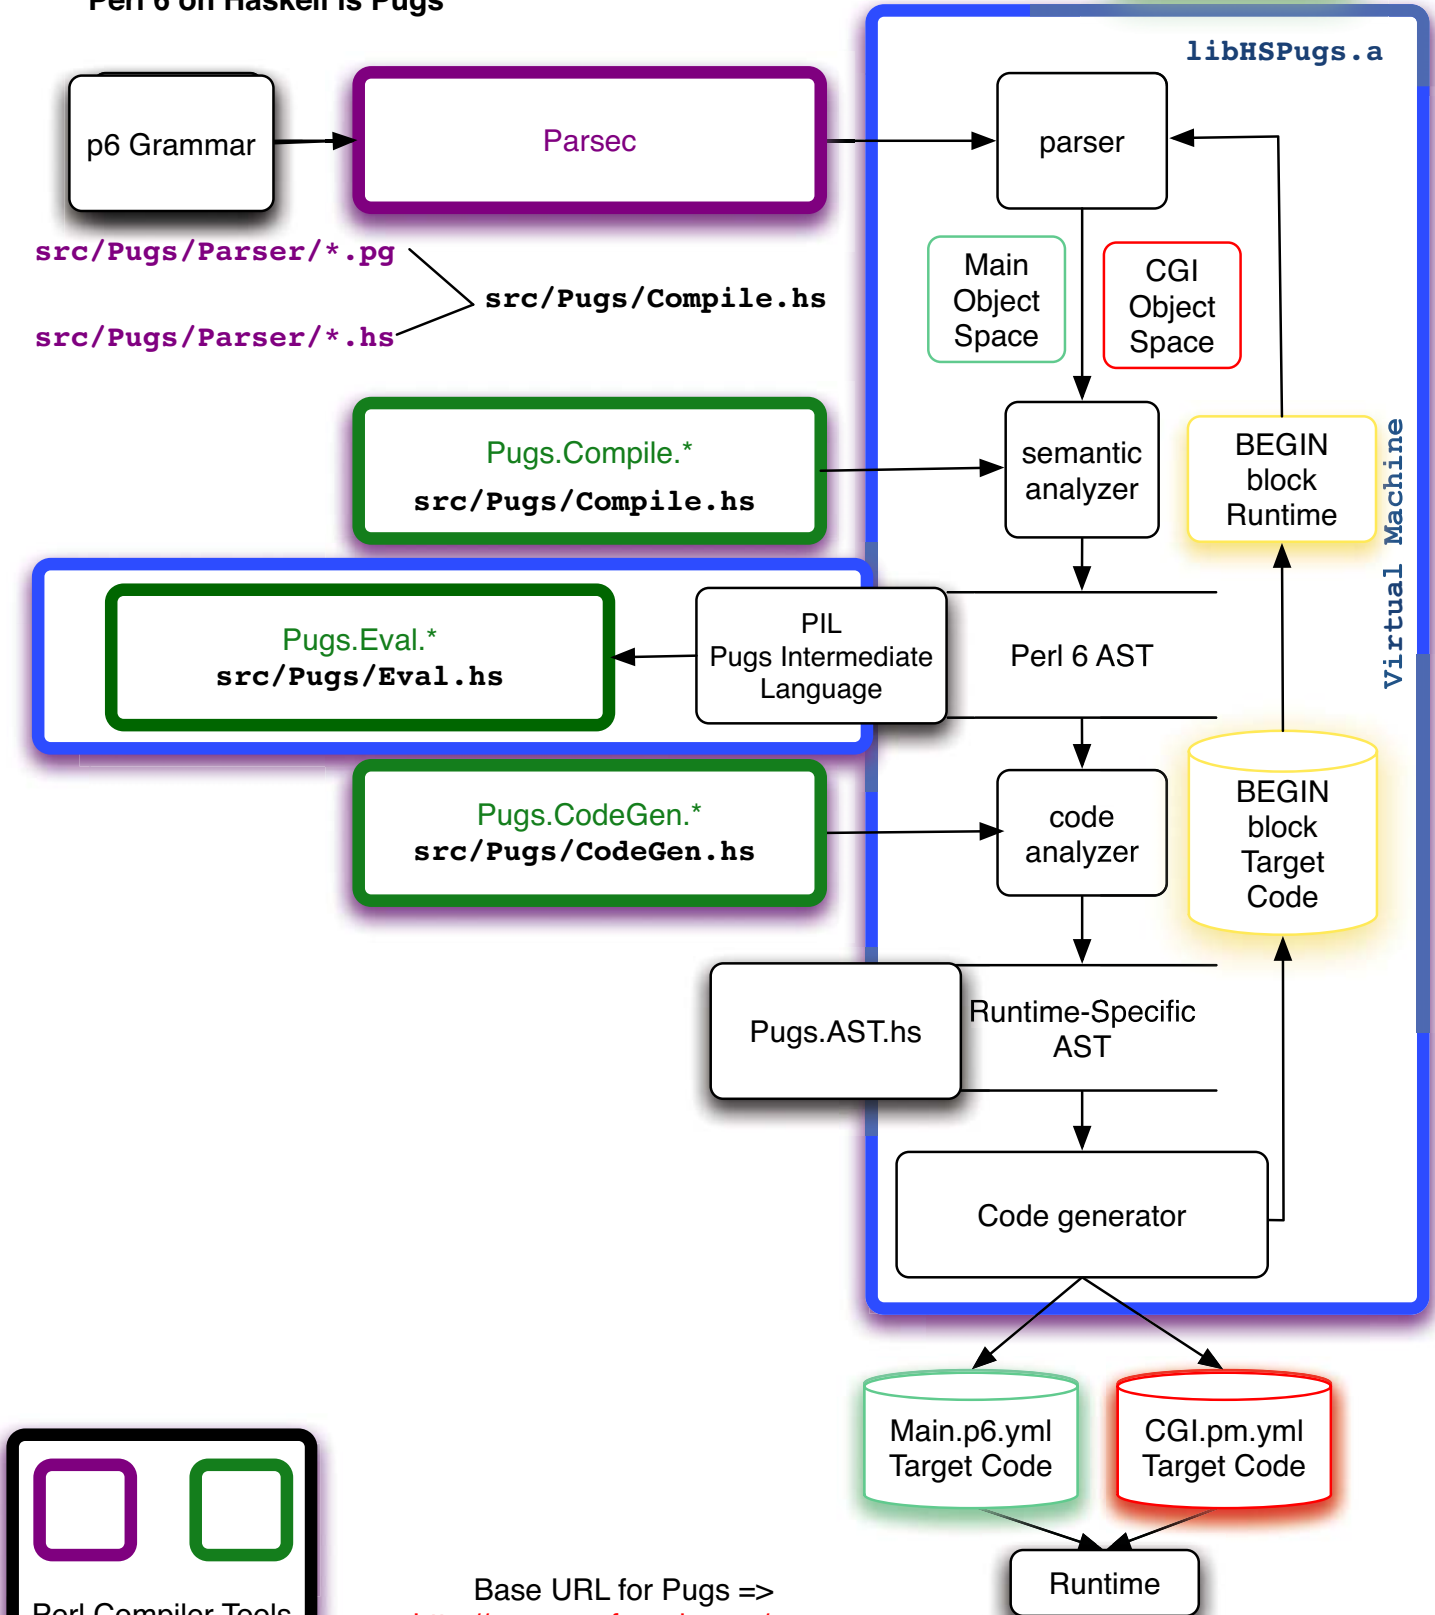 Perl 6 on Haskell is Pugs
libHSPugs.a
p6 Grammar
Parsec
parser
src/Pugs/Parser/*.pg
src/Pugs/Compile.hs
src/Pugs/Parser/*.hs
Main
Object
Space
CGI
Object
Space
Pugs.Compile.*
src/Pugs/Compile.hs
semantic
analyzer
BEGIN
block
Runtime
Virtual Machine
Pugs.Eval.*
src/Pugs/Eval.hs
PIL
Pugs Intermediate
Language
Perl 6 AST
Pugs.CodeGen.*
src/Pugs/CodeGen.hs
code
analyzer
BEGIN
block
Target
Code
Pugs.AST.hs
Runtime-Specific
AST
Code generator
Main.p6.yml
Target Code
CGI.pm.yml
Target Code
Runtime
Perl Compiler Tools
Base URL for Pugs =>